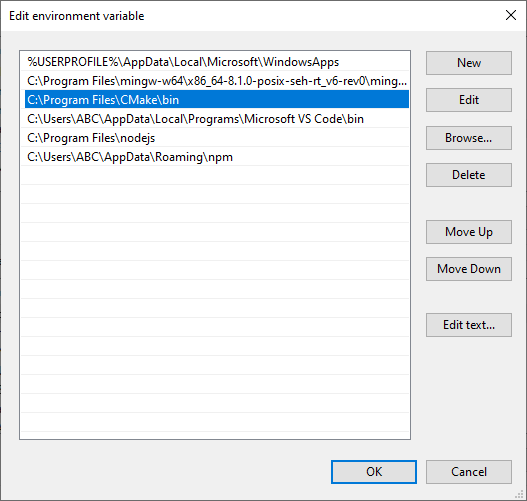 Edit environment variable
%USERPROFILE%\AppData\Local\Microsoft\WindowsApps
C:\Program Files\mingw-w64\x86_64-8.1.0-posix-seh-rt_v6-rev0\ming...
C:\Program Files\CMake\bin
C:\Users\ABC\AppData\Local\Programs\Microsoft VS Code\bin
C:\Program Files\nodejs
C:\Users\ABC\AppData\Roaming\npm
New
Edit
Browse...
Delete
Move Up
Move Down
Edit text...
OK
Cancel